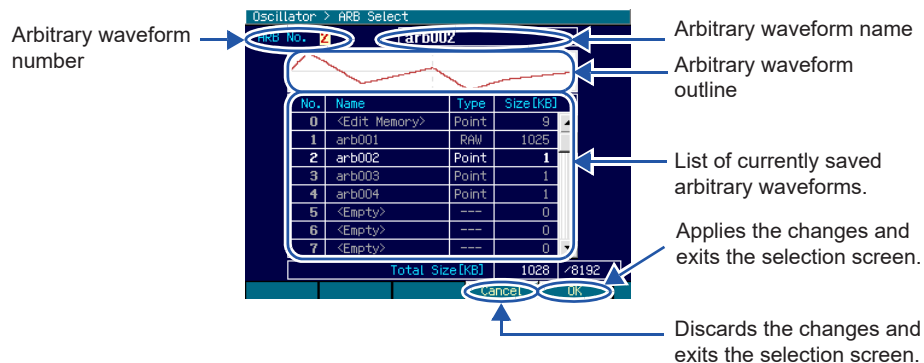 Oscillator > ARB Select
Arbitrary waveform
number
ARB No. 2
arb002
Arbitrary waveform name
Arbitrary waveform
outline
No. Name Type Size[KB]
0 <Edit Memory> Point 9
1 arb001 RAW 1025
2 arb002 Point 1
3 arb003 Point 1
4 arb004 Point 1
5 <Empty> --- 0
6 <Empty> --- 0
7 <Empty> --- 0
List of currently saved
arbitrary waveforms.
Total Size[KB] 1028 /8192
Cancel OK
Applies the changes and
exits the selection screen.
Discards the changes and
exits the selection screen.